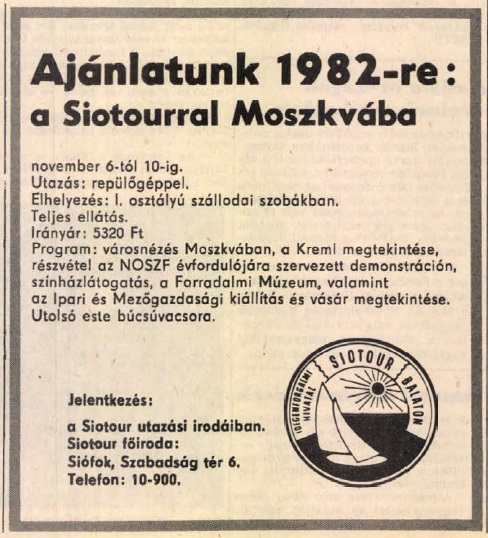 Ajánlatunk 1982-re:
a Siotourral Moszkvába
november 6-tól 10-ig.
Utazás: repülőgéppel.
Elhelyezés: I. osztályú szállodai szobákban.
Teljes ellátás.
Irányár: 5320 Ft
Program: városnézés Moszkvában, a Kreml megtekintése,
részvétel az NOSZF évfordulójára szervezett demonstráción,
színházlátogatás, a Forradalmi Múzeum, valamint
az Ipari és Mezőgazdasági kiállítás és vásár megtekintése.
Utolsó este búcsúvacsora.
Jelentkezés:
a Siotour utazási irodáiban.
Siotour főiroda:
Siófok, Szabadság tér 6.
Telefon: 10-900.
IDEGENFORGALMI
HIVATAL
SIOTOUR
BALATON